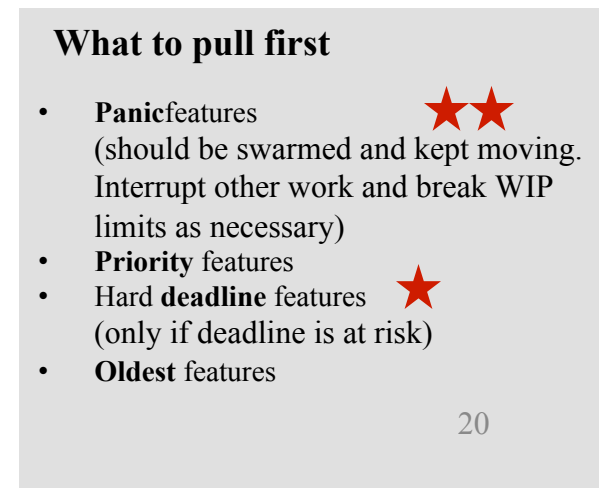 What to pull first
• Panicfeatures
(should be swarmed and kept moving.
Interrupt other work and break WIP
limits as necessary)
• Priority features
• Hard deadline features
(only if deadline is at risk)
• Oldest features
20